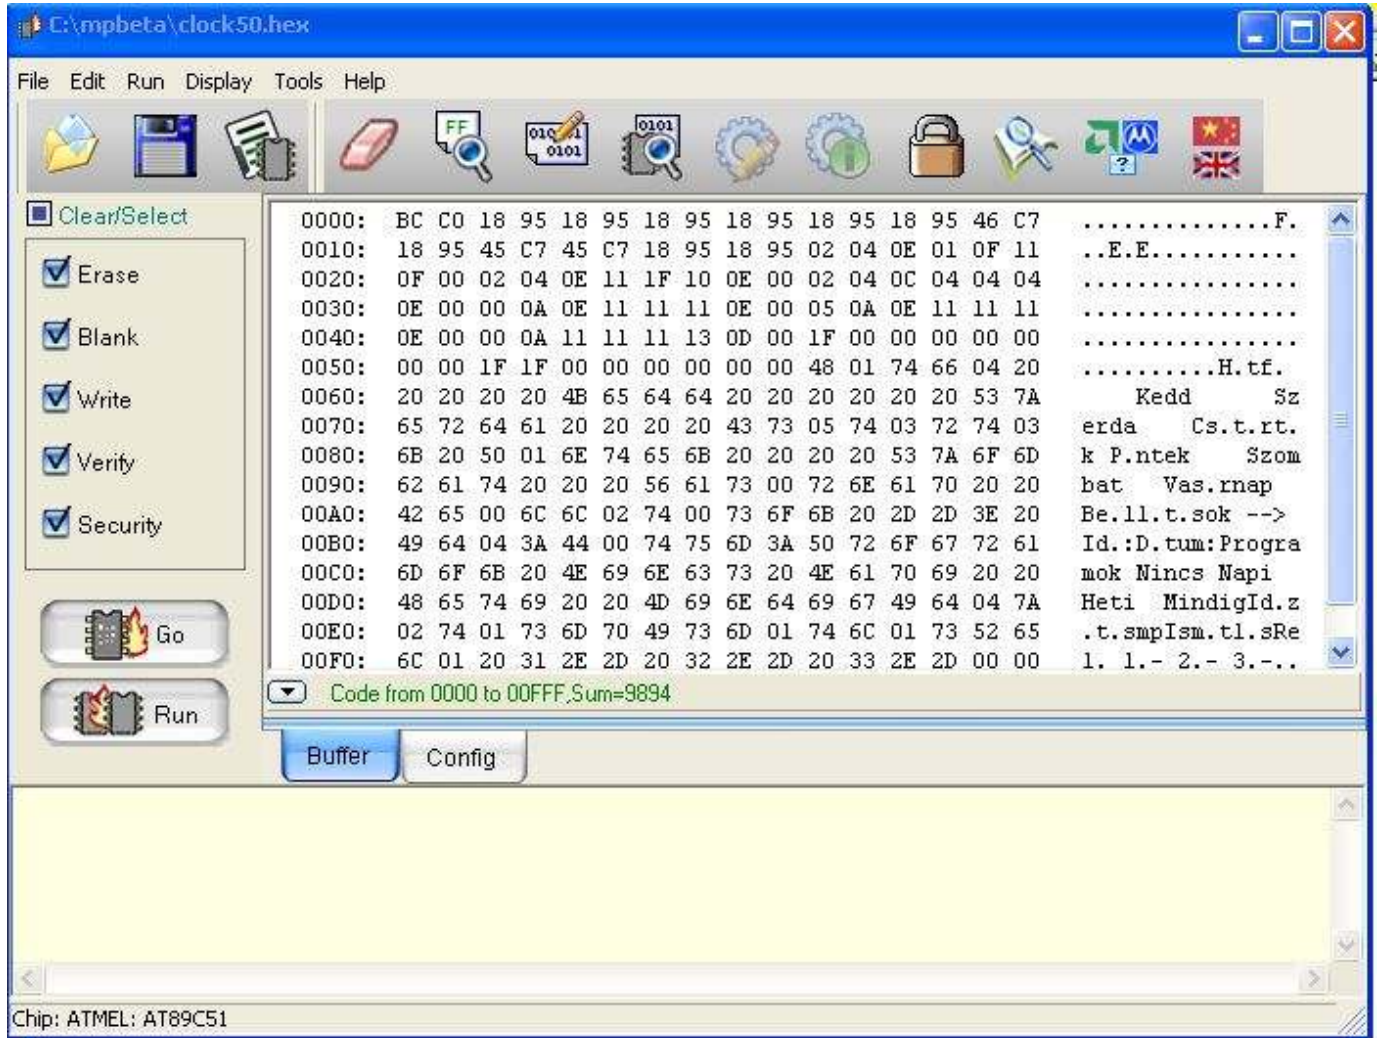 C:\mpbeta\clock50.hex
File Edit Run Display Tools Help
FF
0101
0101
?
Clear/Select
Erase
Blank
Write
Verify
Security
Go
Run
0000: BC C0 18 95 18 95 18 95 18 95 18 95 18 95 46 C7 ..............F.
0010: 18 95 45 C7 45 C7 18 95 18 95 02 04 0E 01 0F 11 ..E.E...........
0020: 0F 00 02 04 0E 11 1F 10 0E 00 02 04 0C 04 04 04 ................
0030: 0E 00 00 0A 0E 11 11 11 0E 00 05 0A 0E 11 11 11 ................
0040: 0E 00 00 0A 11 11 11 13 0D 00 1F 00 00 00 00 00 ................
0050: 00 00 1F 1F 00 00 00 00 00 00 48 01 74 66 04 20 ..........H.tf.
0060: 20 20 20 20 4B 65 64 64 20 20 20 20 20 20 53 7A     Kedd      Sz
0070: 65 72 64 61 20 20 20 20 43 73 05 74 03 72 74 03 erda    Cs.t.rt.
0080: 6B 20 50 01 6E 74 65 6B 20 20 20 20 53 7A 6F 6D k P.ntek    Szom
0090: 62 61 74 20 20 20 56 61 73 00 72 6E 61 70 20 20 bat   Vas.rnap
00A0: 42 65 00 6C 6C 02 74 00 73 6F 6B 20 2D 2D 3E 20 Be.ll.t.sok -->
00B0: 49 64 04 3A 44 00 74 75 6D 3A 50 72 6F 67 72 61 Id.:D.tum:Progra
00C0: 6D 6F 6B 20 4E 69 6E 63 73 20 4E 61 70 69 20 20 mok Nincs Napi
00D0: 48 65 74 69 20 20 4D 69 6E 64 69 67 49 64 04 7A Heti  MindigId.z
00E0: 02 74 01 73 6D 70 49 73 6D 01 74 6C 01 73 52 65 .t.smpIsm.tl.sRe
00F0: 6C 01 20 31 2E 2D 20 32 2E 2D 20 33 2E 2D 00 00 l. 1.- 2.- 3.-..
Code from 0000 to 00FFF,Sum=9894
Buffer Config
Chip: ATMEL: AT89C51